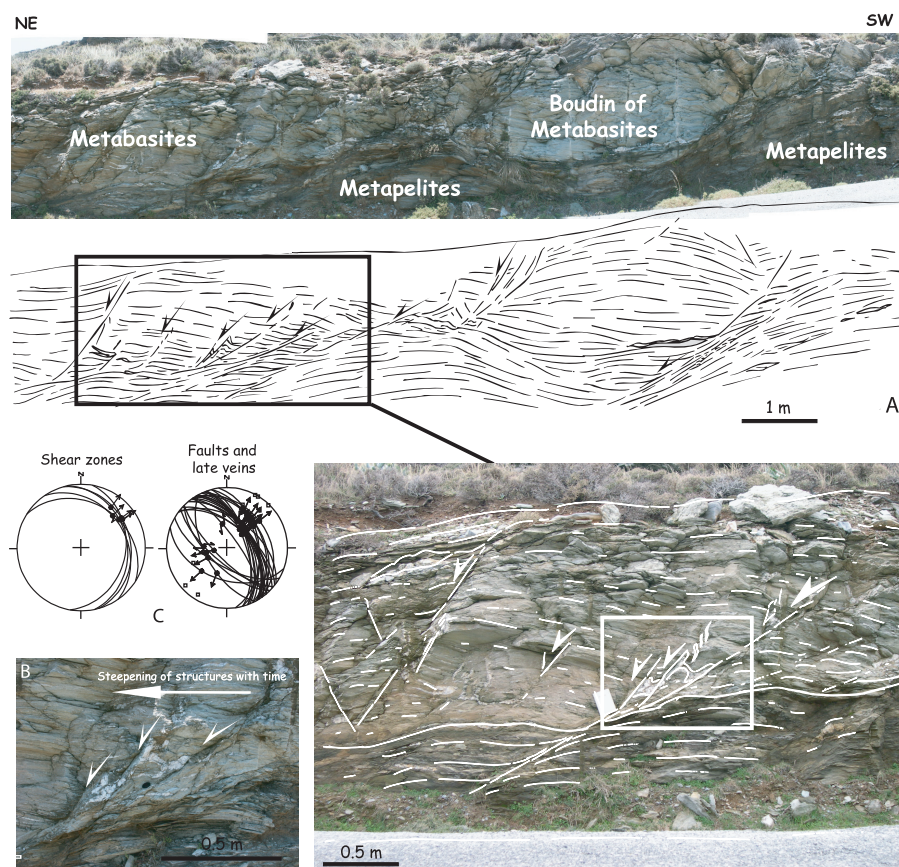 NE
SW
Metabasites
Boudin of
Metabasites
Metapelites
Metapelites
1 m
A
Shear zones
Faults and
late veins
N
N
C
B
Steepening of structures with time
0.5 m
0.5 m